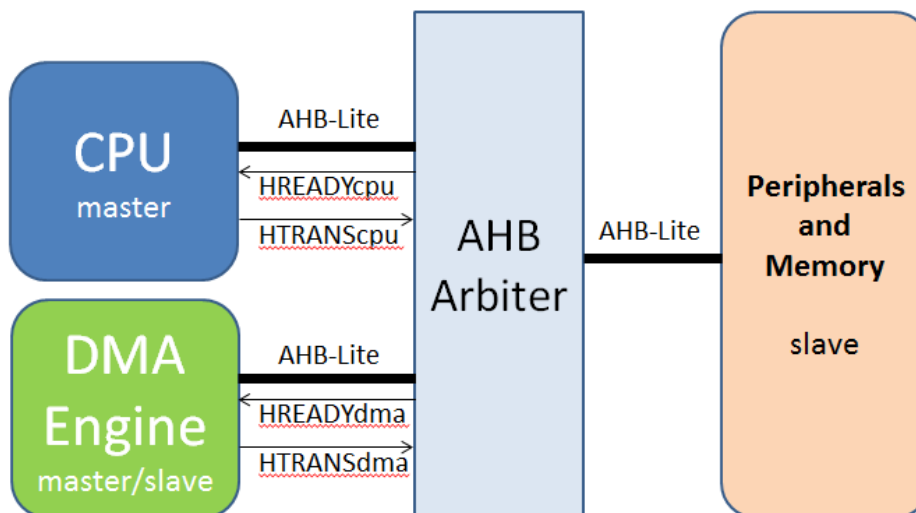 CPU
master
AHB-Lite
HREADYcpu
HTRANScpu
DMA
Engine
master/slave
AHB-Lite
HREADYdma
HTRANSdma
AHB
Arbiter
AHB-Lite
Peripherals
and
Memory
slave